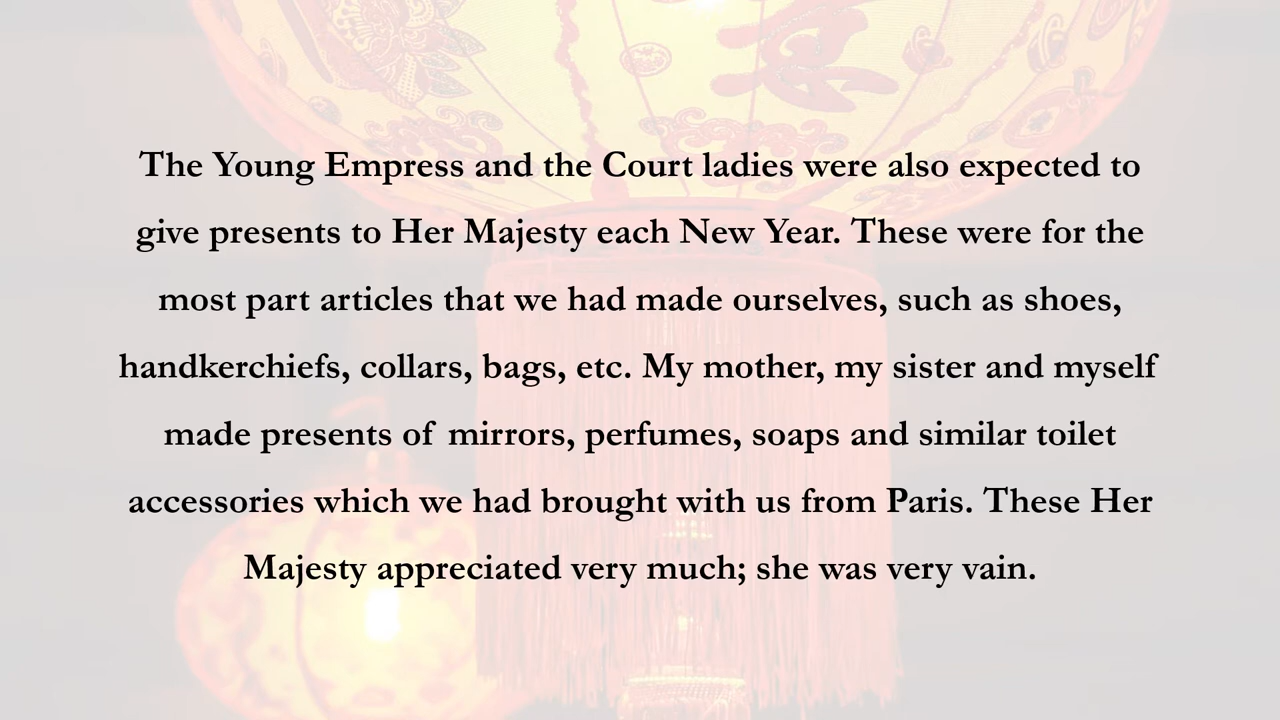 The Young Empress and the Court ladies were also expected to
give presents to Her Majesty each New Year. These were for the
most part articles that we had made ourselves, such as shoes,
handkerchiefs, collars, bags, etc. My mother, my sister and myself
made presents of mirrors, perfumes, soaps and similar toilet
accessories which we had brought with us from Paris. These Her
Majesty appreciated very much; she was very vain.